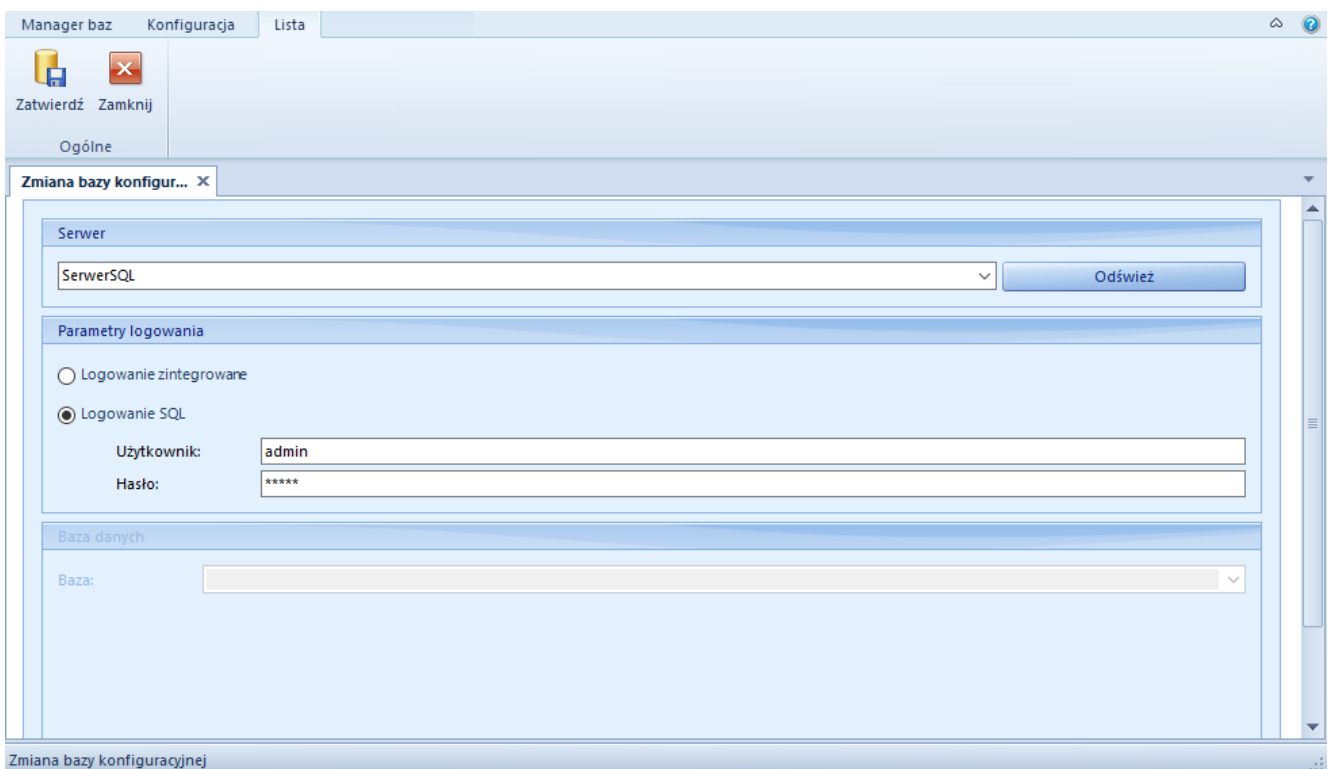 Manager baz Konfiguracja Lista
Zatwierdź Zamknij
Ogólne
Zmiana bazy konfigur...
Serwer
SerwerSQL Odśwież
Parametry logowania
Logowanie zintegrowane
Logowanie SQL
Użytkownik: admin
Hasło: *****
Baza danych
Baza:
Zmiana bazy konfiguracyjnej